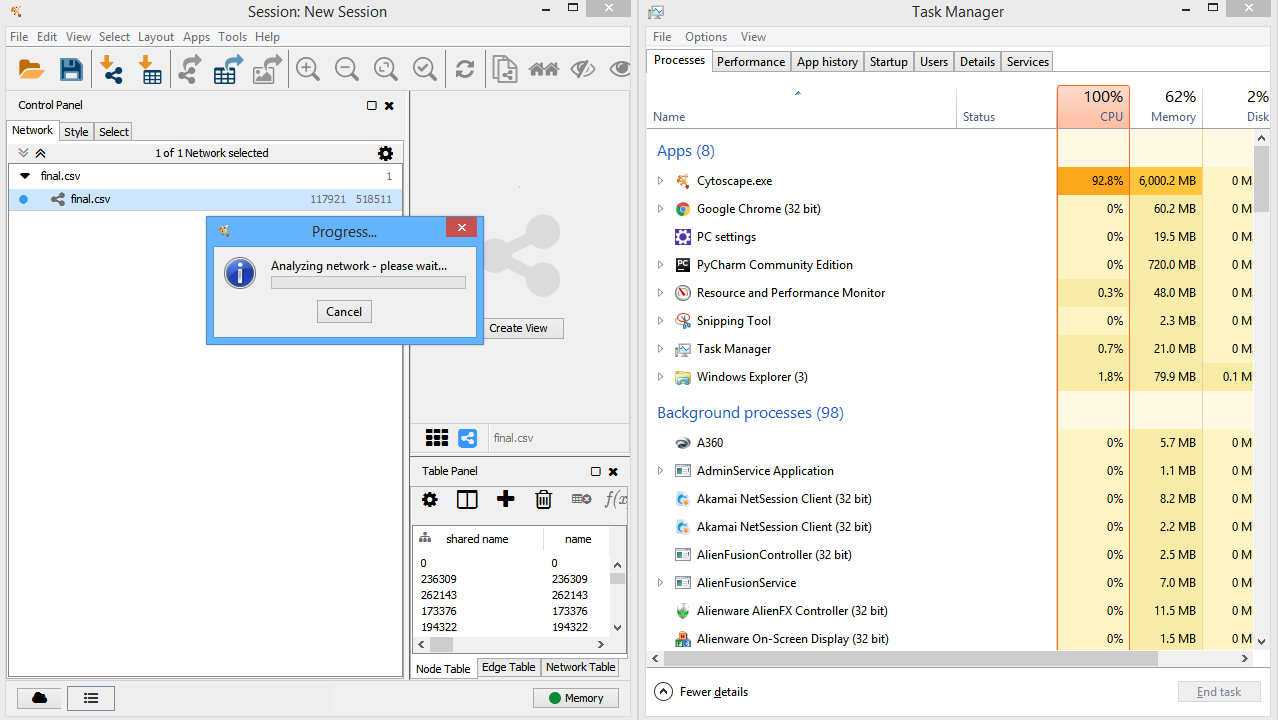 Session: New Session
File Edit View Select Layout Apps Tools Help
Control Panel
Network Style Select
1 of 1 Network selected
final.csv 1
final.csv 117921 518511
Progress...
Analyzing network - please wait...
Cancel
Create View
final.csv
Table Panel
f(x
shared name name
0 0
236309 236309
262143 262143
173376 173376
194322 194322
Node Table Edge Table Network Table
Memory
Task Manager
File Options View
Processes Performance App history Startup Users Details Services
100% 62% 2%
Name Status CPU Memory Disk
Apps (8)
Cytoscape.exe 92.8% 6,000.2 MB 0 M
Google Chrome (32 bit) 0% 60.2 MB 0 M
PC settings 0% 19.5 MB 0 M
PC PyCharm Community Edition 0% 720.0 MB 0 M
Resource and Performance Monitor 0.3% 48.0 MB 0 M
Snipping Tool 0% 2.3 MB 0 M
Task Manager 0.7% 21.0 MB 0 M
Windows Explorer (3) 1.8% 79.9 MB 0.1 M
Background processes (98)
A360 0% 5.7 MB 0 M
AdminService Application 0% 1.1 MB 0 M
Akamai NetSession Client (32 bit) 0% 8.2 MB 0 M
Akamai NetSession Client (32 bit) 0% 2.2 MB 0 M
AlienFusionController (32 bit) 0% 2.5 MB 0 M
AlienFusionService 0% 7.0 MB 0 M
Alienware AlienFX Controller (32 bit) 0% 11.5 MB 0 M
Alienware On-Screen Display (32 bit) 0% 1.5 MB 0 M
Fewer details
End task